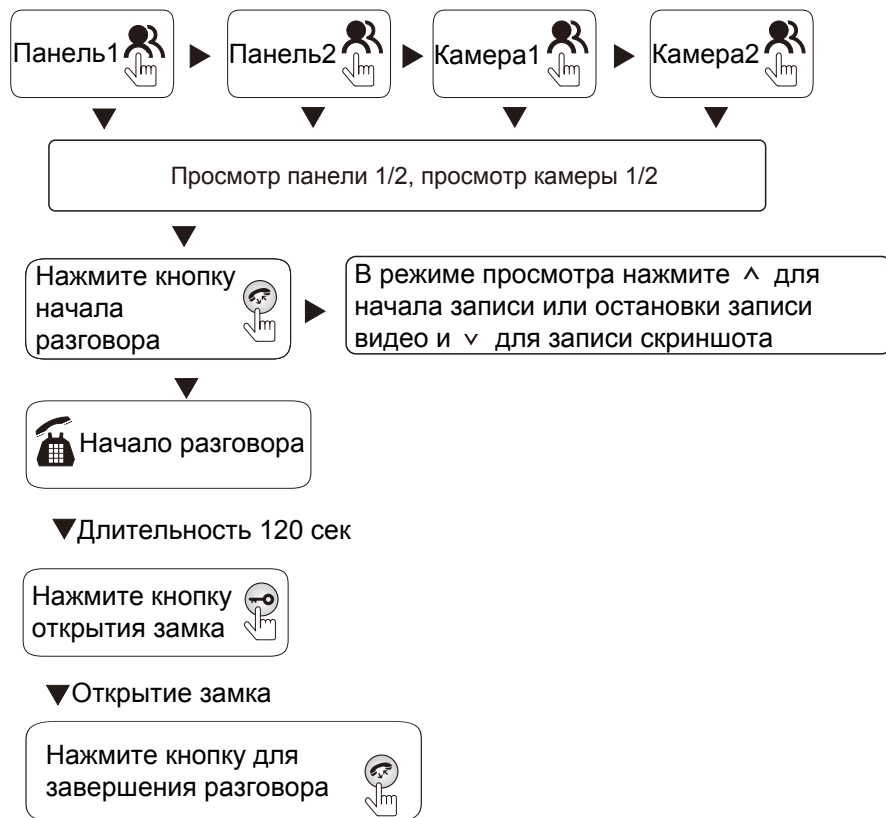 Панель1
Панель2
Камера1
Камера2
Просмотр панели 1/2, просмотр камеры 1/2
Нажмите кнопку
начала
разговора
В режиме просмотра нажмите ^ для
начала записи или остановки записи
видео и ˅ для записи скриншота
Начало разговора
Длительность 120 сек
Нажмите кнопку
открытия замка
Открытие замка
Нажмите кнопку для
завершения разговора